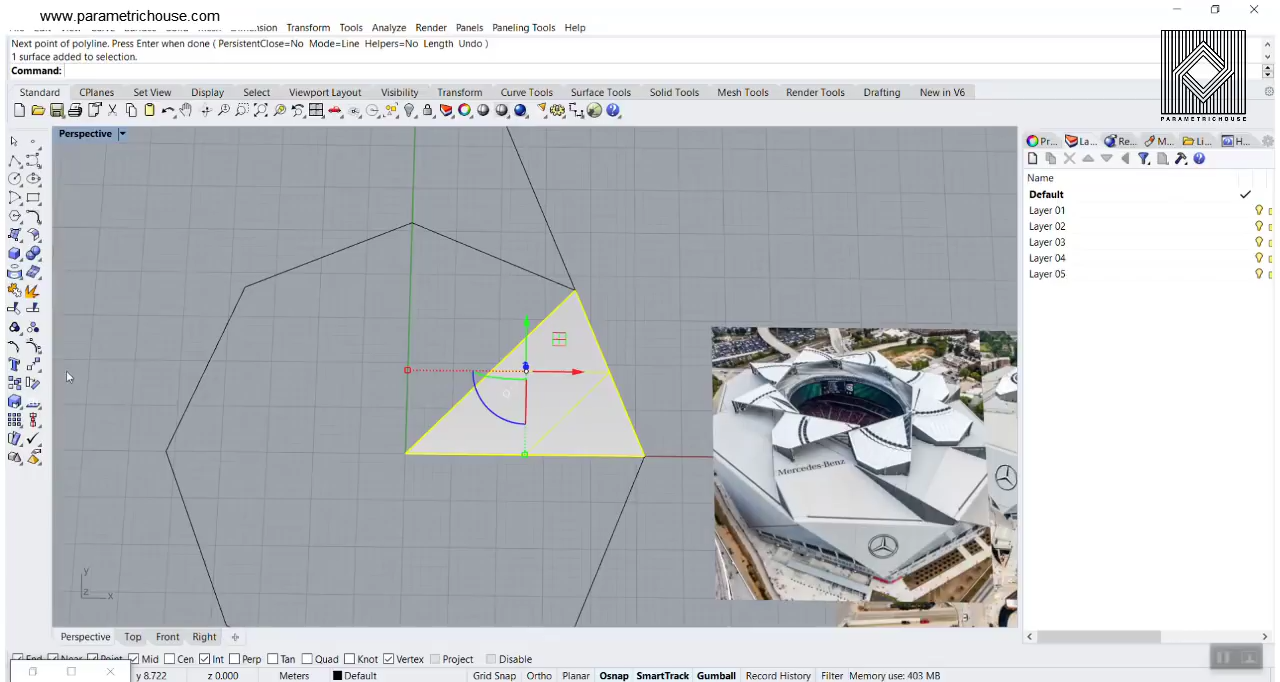 www.parametrichouse.com
Dimension Transform Tools Analyze Render Panels Paneling Tools Help
Next point of polyline. Press Enter when done ( PersistentClose=No Mode=Line Helpers=No Length Undo )
1 surface added to selection.
Command:
PARAMETRICHOUSE
Standard CPlanes Set View Display Select Viewport Layout Visibility Transform Curve Tools Surface Tools Solid Tools Mesh Tools Render Tools Drafting New in V6
Perspective
Pr... La... Re... M... Li... H...
Name
Default
Layer 01
Layer 02
Layer 03
Layer 04
Layer 05
Mercedes-Benz
y
z x
Perspective Top Front Right
End Near Point Mid Cen Int Perp Tan Quad Knot Vertex Project Disable
y 8.722 z 0.000 Meters Default Grid Snap Ortho Planar Osnap SmartTrack Gumball Record History Filter Memory use: 403 MB